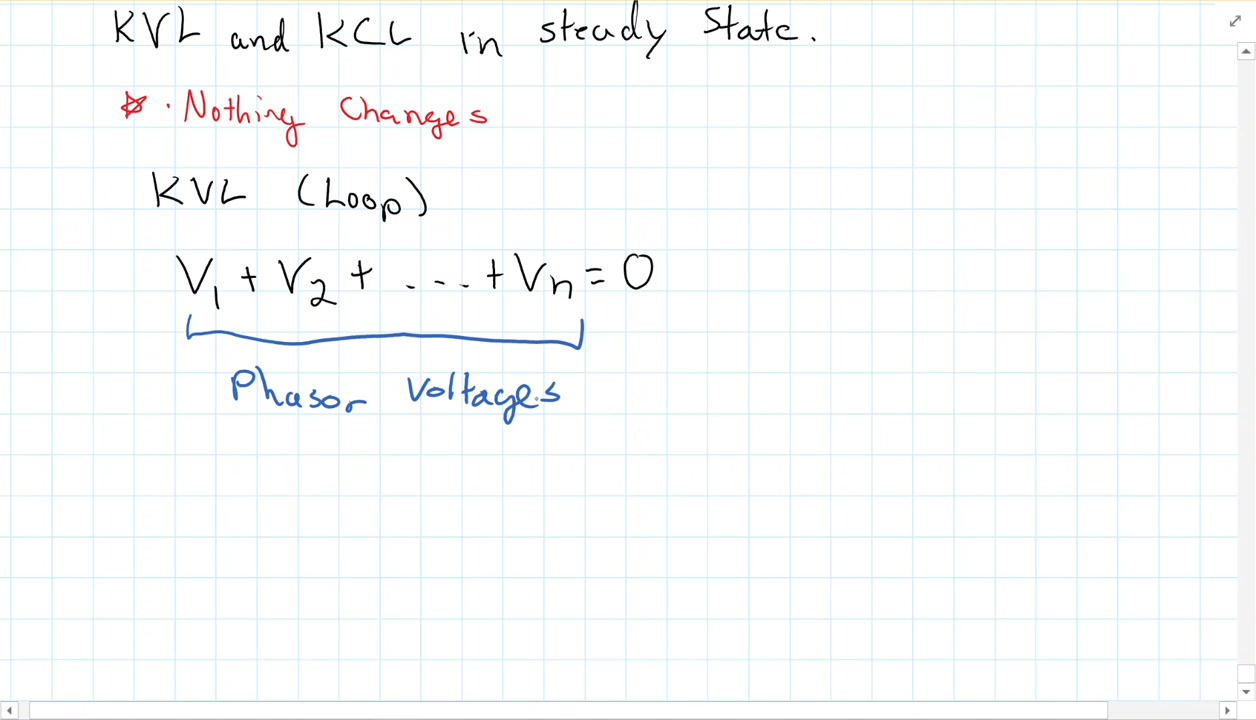 KVL and KCL in steady State.
☆ · Nothing Changes
KVL (Loop)
V₁ + V₂ + .... + Vn = 0
Phasor Voltages